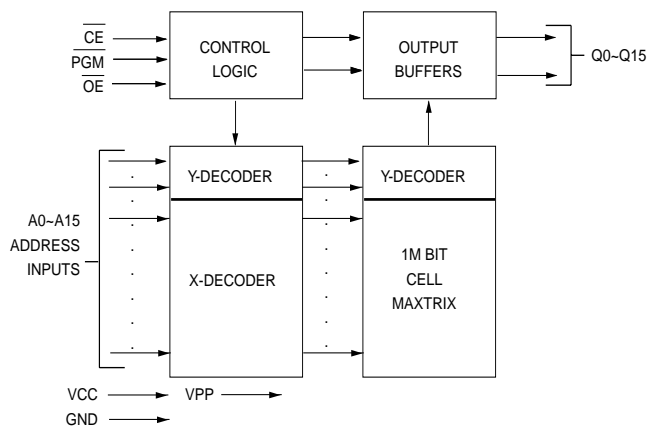 CE
PGM
OE
CONTROL
LOGIC
OUTPUT
BUFFERS
Q0~Q15
A0~A15
ADDRESS
INPUTS
Y-DECODER
X-DECODER
Y-DECODER
1M BIT
CELL
MAXTRIX
VCC
VPP
GND